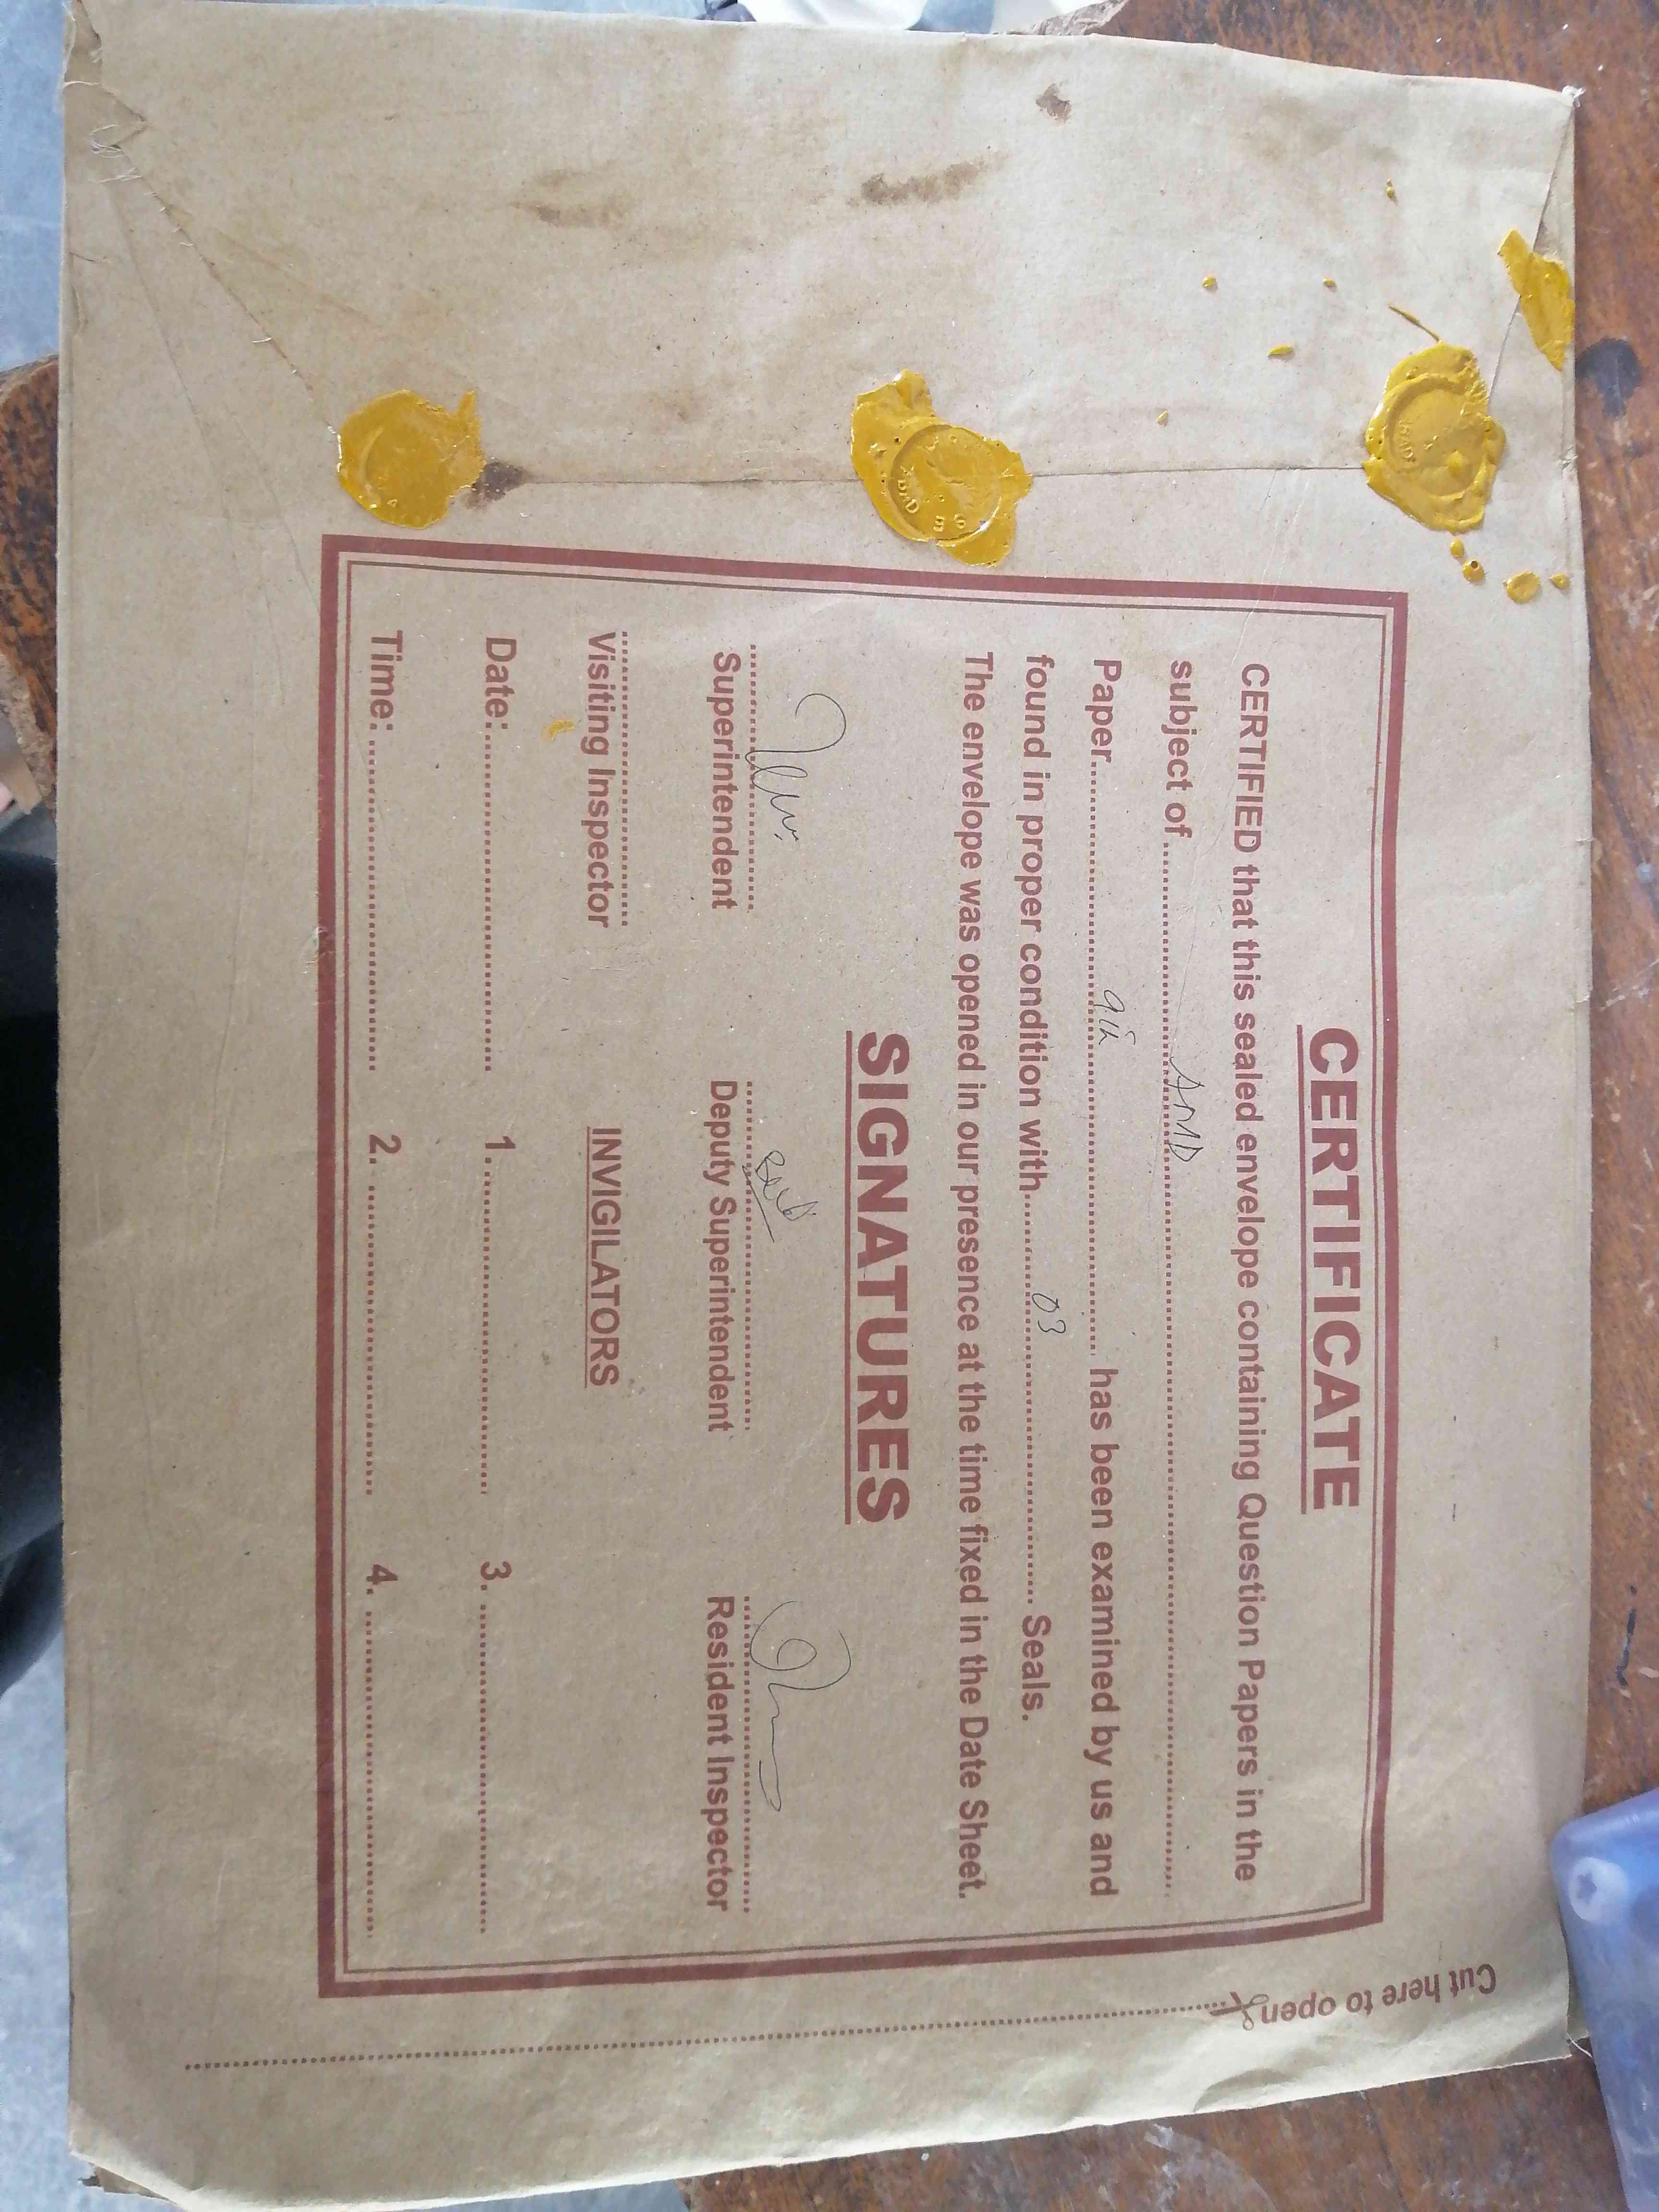 CERTIFICATE
CERTIFIED that this sealed envelope containing Question Papers in the
subject of..............................
Paper.............................. has been examined by us and
found in proper condition with..............03.............. Seals.
The envelope was opened in our presence at the time fixed in the Date Sheet.
SIGNATURES
Superintendent Deputy Superintendent Resident Inspector
Visiting Inspector INVIGILATORS
Date:.............................. 1............................... 3. ..............................
Time: .............................. 2. .............................. 4. ..............................
Cut here to open